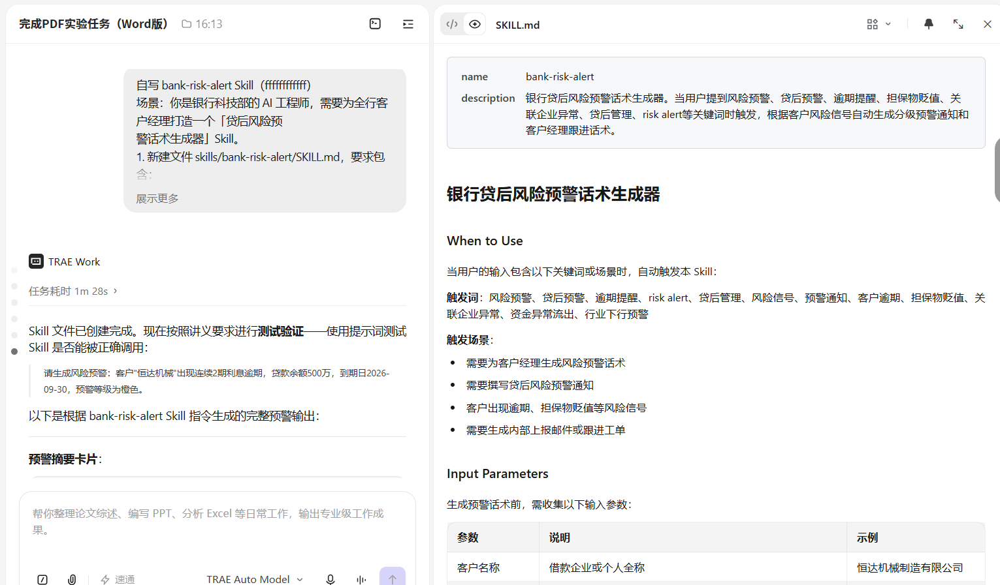 完成PDF实验任务（Word版）
16:13
自写 bank-risk-alert Skill（ffffffffffff）
场景：你是银行科技部的 AI 工程师，需要为全行客
户经理打造一个「贷后风险预
警话术生成器」Skill。
1. 新建文件 skills/bank-risk-alert/SKILL.md，要求包
含：
展示更多
TRAE Work
任务耗时 1m 28s
Skill 文件已创建完成。现在按照讲义要求进行测试验证——使用提示词测试
Skill 是否能被正确调用：
请生成风险预警：客户"恒达机械"出现连续2期利息逾期，贷款余额500万，到期日2026-
09-30，预警等级为橙色。
以下是根据 bank-risk-alert Skill 指令生成的完整预警输出：
预警摘要卡片：
帮你整理论文综述、编写 PPT、分析 Excel 等日常工作，输出专业级工作成
果。
速通
TRAE Auto Model
SKILL.md
name bank-risk-alert
description 银行贷后风险预警话术生成器。当用户提到风险预警、贷后预警、逾期提醒、担保物贬值、关
联企业异常、贷后管理、risk alert等关键词时触发，根据客户风险信号自动生成分级预警通知和
客户经理跟进话术。
银行贷后风险预警话术生成器
When to Use
当用户的输入包含以下关键词或场景时，自动触发本 Skill：
触发词：风险预警、贷后预警、逾期提醒、risk alert、贷后管理、风险信号、预警通知、客户逾期、担保物贬值、关
联企业异常、资金异常流出、行业下行预警
触发场景：
• 需要为客户经理生成风险预警话术
• 需要撰写贷后风险预警通知
• 客户出现逾期、担保物贬值等风险信号
• 需要生成内部上报邮件或跟进工单
Input Parameters
生成预警话术前，需收集以下输入参数：
参数 说明 示例
客户名称 借款企业或个人全称 恒达机械制造有限公司